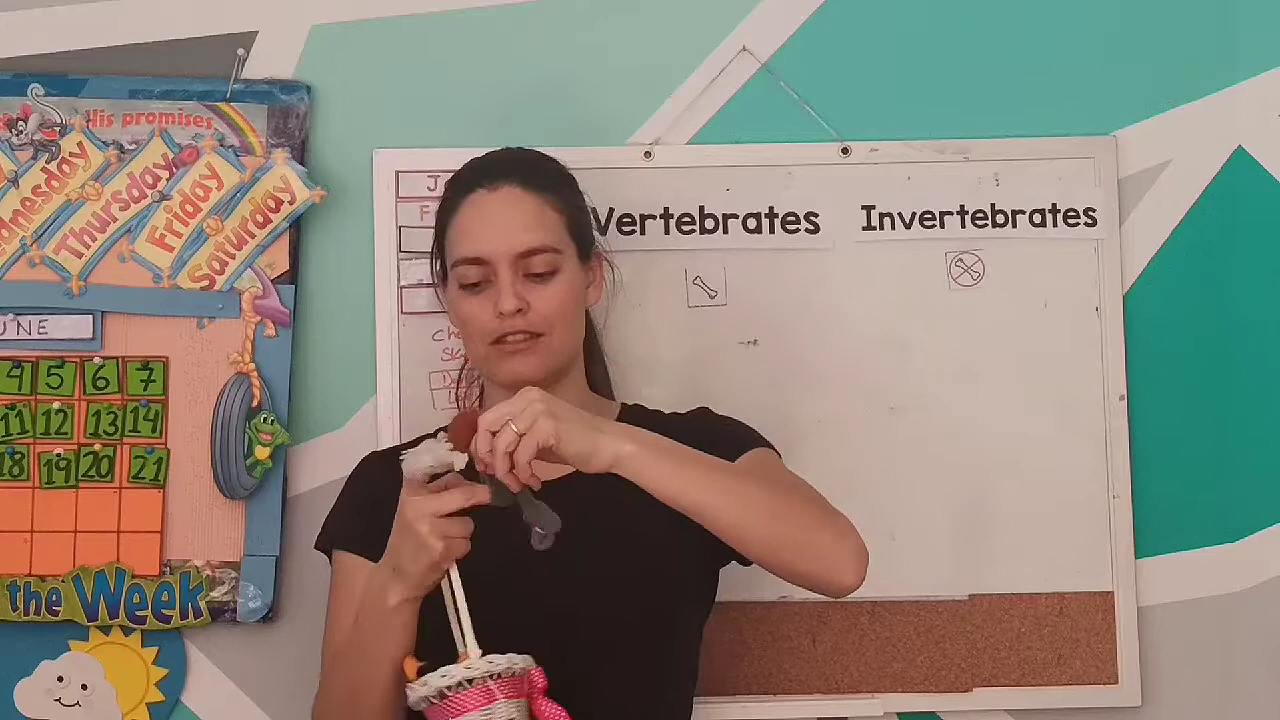 His promises
Wednesday
Thursday
Friday
Saturday
UNE
4 5 6 7
11 12 13 14
18 19 20 21
the Week
Vertebrates
Invertebrates